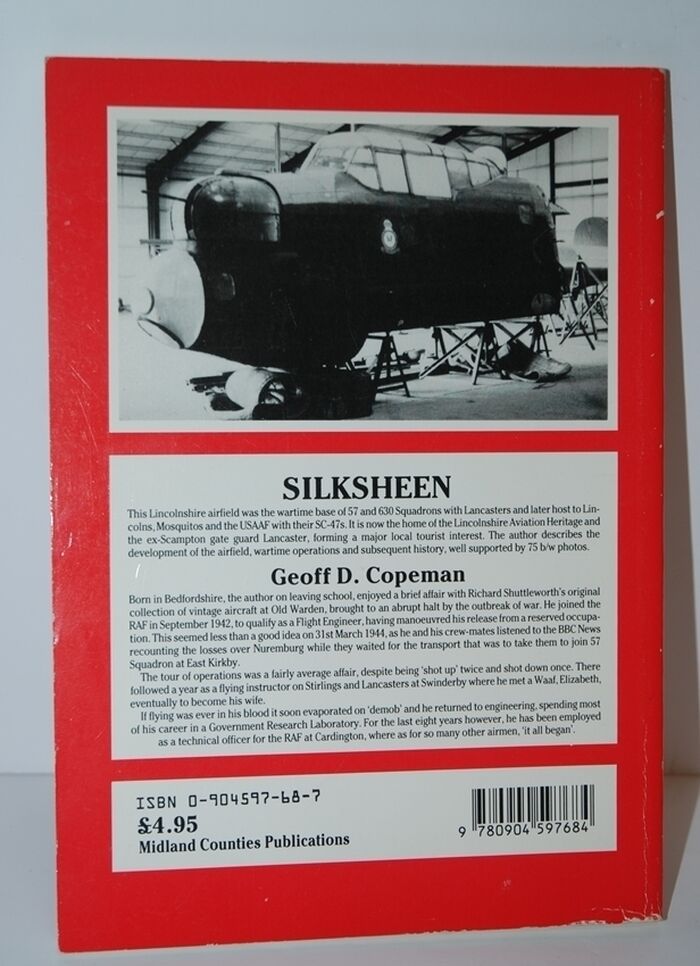 SILKSHEEN
This Lincolnshire airfield was the wartime base of 57 and 630 Squadrons with Lancasters and later host to Lin-
colns, Mosquitos and the USAAF with their SC-47s. It is now the home of the Lincolnshire Aviation Heritage and
the ex-Scampton gate guard Lancaster, forming a major local tourist interest. The author describes the
development of the airfield, wartime operations and subsequent history, well supported by 75 b/w photos.
Geoff D. Copeman
Born in Bedfordshire, the author on leaving school, enjoyed a brief affair with Richard Shuttleworth's original
collection of vintage aircraft at Old Warden, brought to an abrupt halt by the outbreak of war. He joined the
RAF in September 1942, to qualify as a Flight Engineer, having manoeuvred his release from a reserved occupa-
tion. This seemed less than a good idea on 31st March 1944, as he and his crew-mates listened to the BBC News
recounting the losses over Nuremburg while they waited for the transport that was to take them to join 57
Squadron at East Kirkby.
The tour of operations was a fairly average affair, despite being 'shot up' twice and shot down once. There
followed a year as a flying instructor on Stirlings and Lancasters at Swinderby where he met a Waaf, Elizabeth,
eventually to become his wife.
If flying was ever in his blood it soon evaporated on 'demob' and he returned to engineering, spending most
of his career in a Government Research Laboratory. For the last eight years however, he has been employed
as a technical officer for the RAF at Cardington, where as for so many other airmen, 'it all began'.
ISBN 0-904597-68-7
£4.95
Midland Counties Publications
9 780904 597684